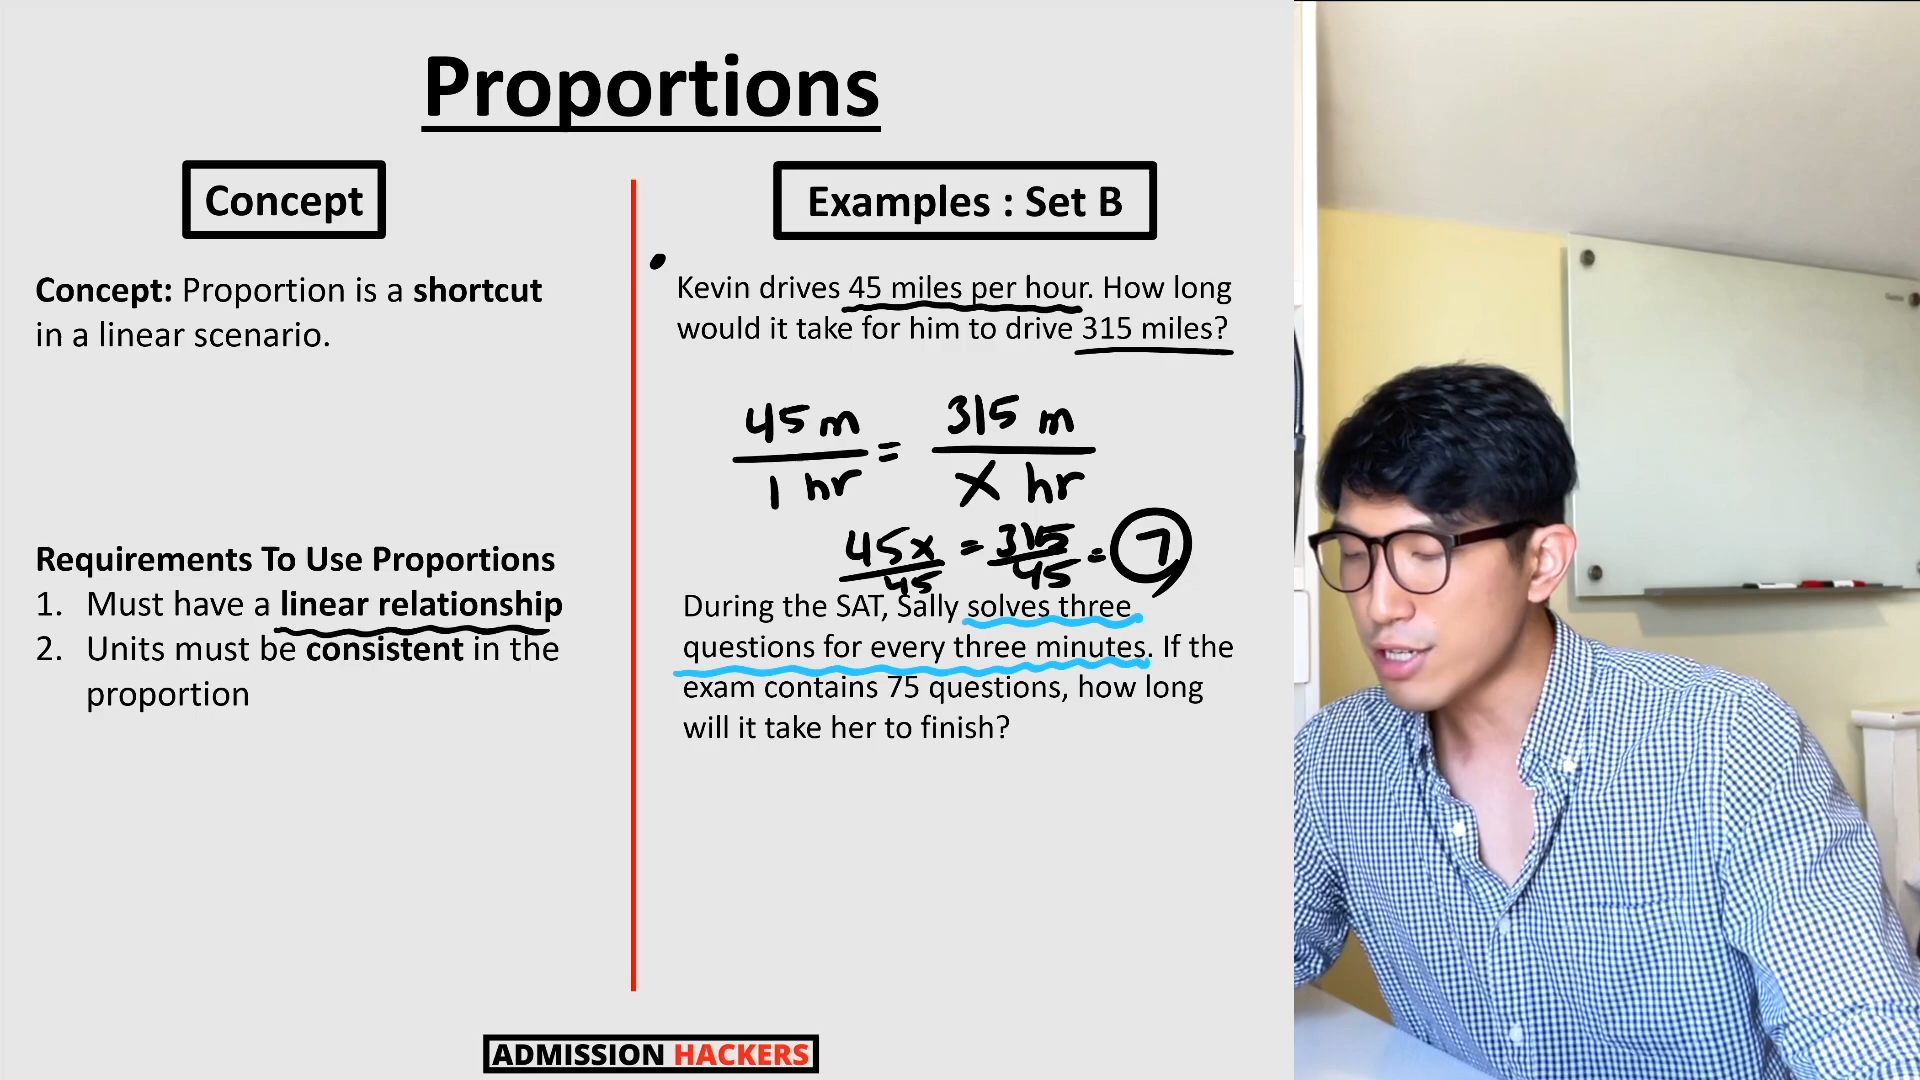 Proportions
Concept
Concept: Proportion is a shortcut
in a linear scenario.
Requirements To Use Proportions
1. Must have a linear relationship
2. Units must be consistent in the
proportion
Examples : Set B
Kevin drives 45 miles per hour. How long
would it take for him to drive 315 miles?
45 m = 315 m
1 hr x hr
45x = 315 = 7
45 45
During the SAT, Sally solves three
questions for every three minutes. If the
exam contains 75 questions, how long
will it take her to finish?
ADMISSION HACKERS